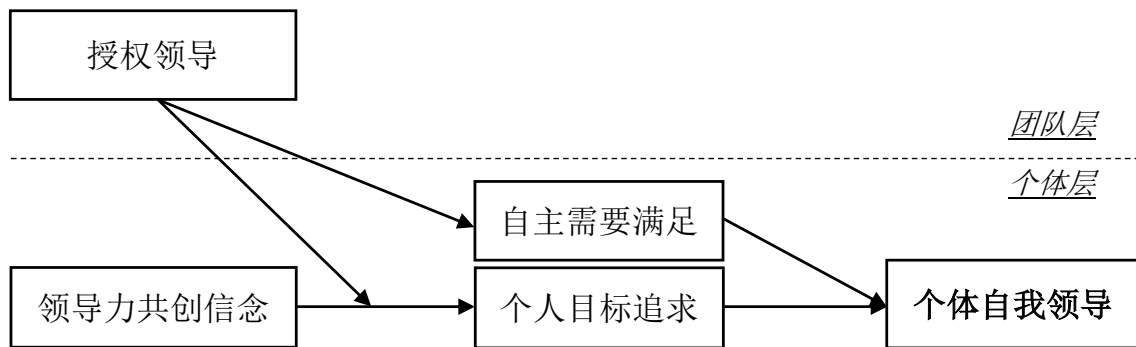 授权领导
团队层
个体层
自主需要满足
领导力共创信念
个人目标追求
个体自我领导